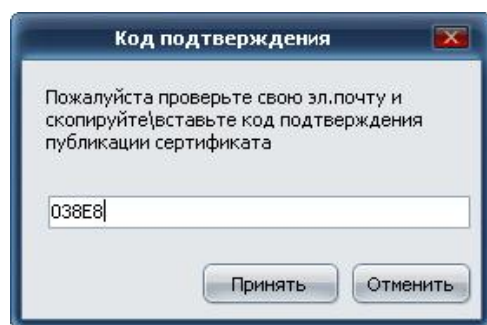 Код подтверждения
Пожалуйста проверьте свою эл.почту и
скопируйте\вставьте код подтверждения
публикации сертификата
038E8
Принять
Отменить